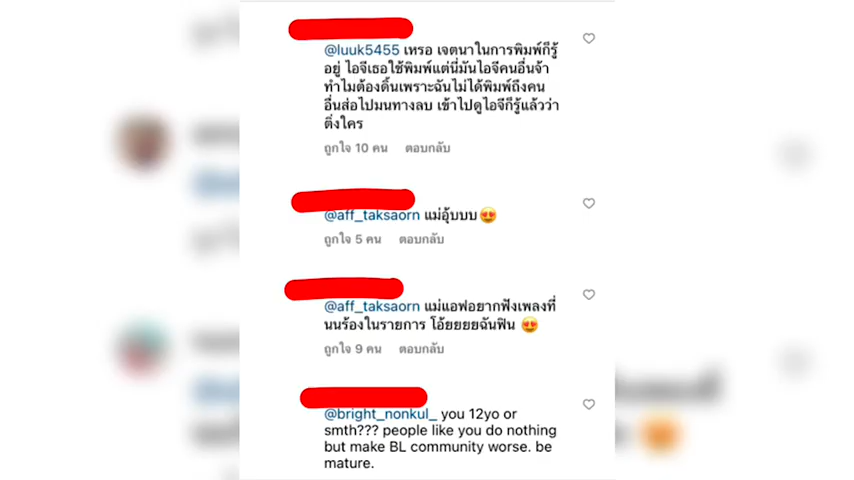 @luuk5455 เหรอ เจตนาในการพิมพ์ก็รู้
อยู่ ไอจีเธอใช้พิมพ์แต่นี่มันไอจีคนอื่นจ้า
ทำไมต้องดิ้นเพราะฉันไม่ได้พิมพ์ถึงคน
อื่นส่อไปมนทางลบ เข้าไปดูไอจีก็รู้แล้วว่า
ติ่งใคร
ถูกใจ 10 คน ตอบกลับ
@aff_taksaorn แม่อุ้บบบ😍
ถูกใจ 5 คน ตอบกลับ
@aff_taksaorn แม่แอฟอยากฟังเพลงที่
นนร้องในรายการ โอ้ยยยยฉันฟิน 😍
ถูกใจ 9 คน ตอบกลับ
@bright_nonkul_ you 12yo or
smth??? people like you do nothing
but make BL community worse. be
mature.